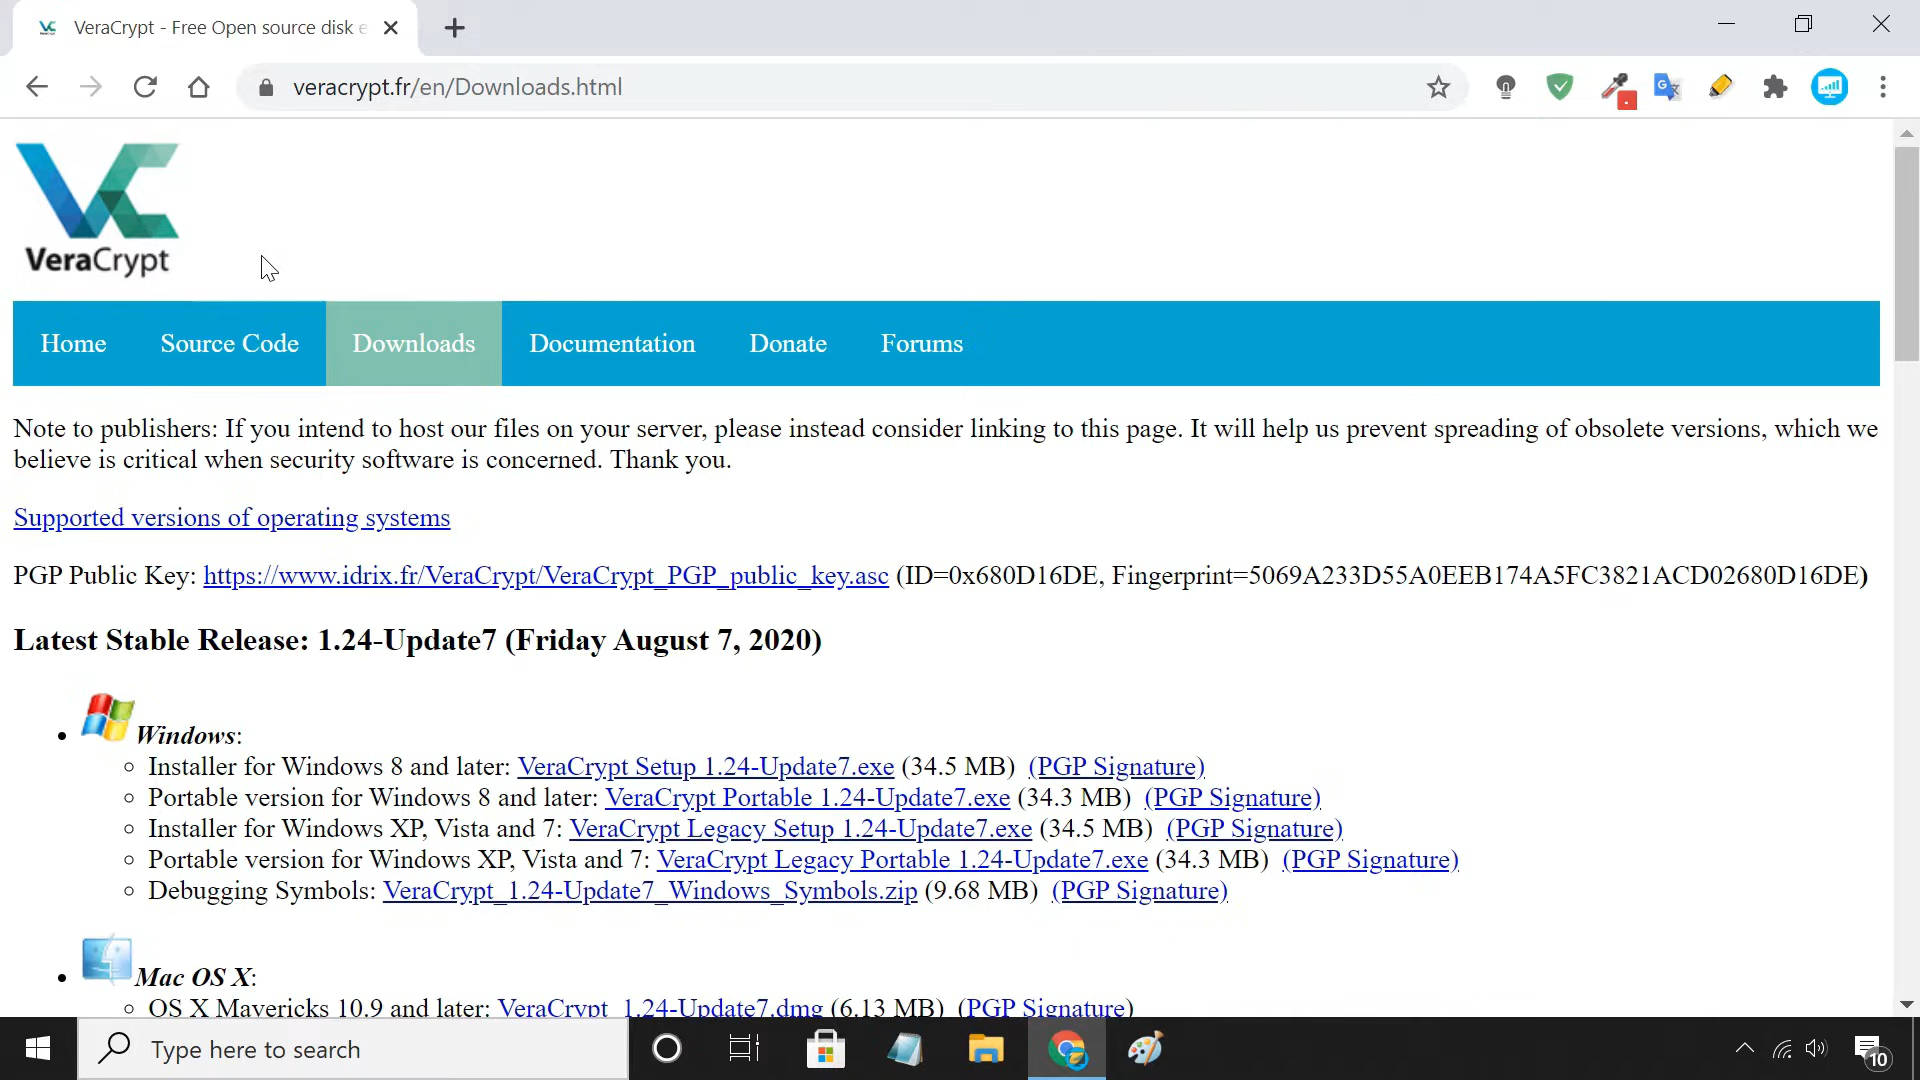 VeraCrypt - Free Open source disk e
veracrypt.fr/en/Downloads.html
VeraCrypt
Home Source Code Downloads Documentation Donate Forums
Note to publishers: If you intend to host our files on your server, please instead consider linking to this page. It will help us prevent spreading of obsolete versions, which we
believe is critical when security software is concerned. Thank you.
Supported versions of operating systems
PGP Public Key: https://www.idrix.fr/VeraCrypt/VeraCrypt_PGP_public_key.asc (ID=0x680D16DE, Fingerprint=5069A233D55A0EEB174A5FC3821ACD02680D16DE)
Latest Stable Release: 1.24-Update7 (Friday August 7, 2020)
Windows:
Installer for Windows 8 and later: VeraCrypt Setup 1.24-Update7.exe (34.5 MB) (PGP Signature)
Portable version for Windows 8 and later: VeraCrypt Portable 1.24-Update7.exe (34.3 MB) (PGP Signature)
Installer for Windows XP, Vista and 7: VeraCrypt Legacy Setup 1.24-Update7.exe (34.5 MB) (PGP Signature)
Portable version for Windows XP, Vista and 7: VeraCrypt Legacy Portable 1.24-Update7.exe (34.3 MB) (PGP Signature)
Debugging Symbols: VeraCrypt_1.24-Update7_Windows_Symbols.zip (9.68 MB) (PGP Signature)
Mac OS X:
OS X Mavericks 10.9 and later: VeraCrypt_1.24-Update7.dmg (6.13 MB) (PGP Signature)
Type here to search
10